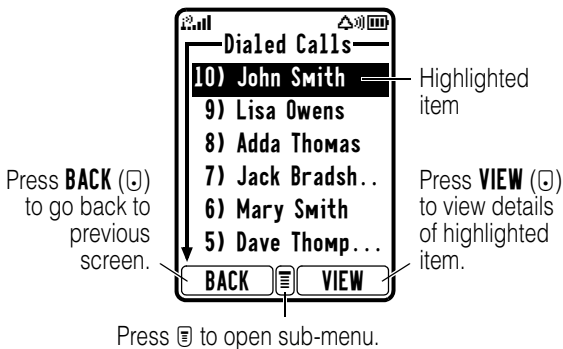 Dialed Calls
10) John Smith
9) Lisa Owens
8) Adda Thomas
7) Jack Bradsh..
6) Mary Smith
5) Dave Thomp...
BACK
VIEW
Highlighted
item
Press BACK ()
to go back to
previous
screen.
Press VIEW ()
to view details
of highlighted
item.
Press to open sub-menu.